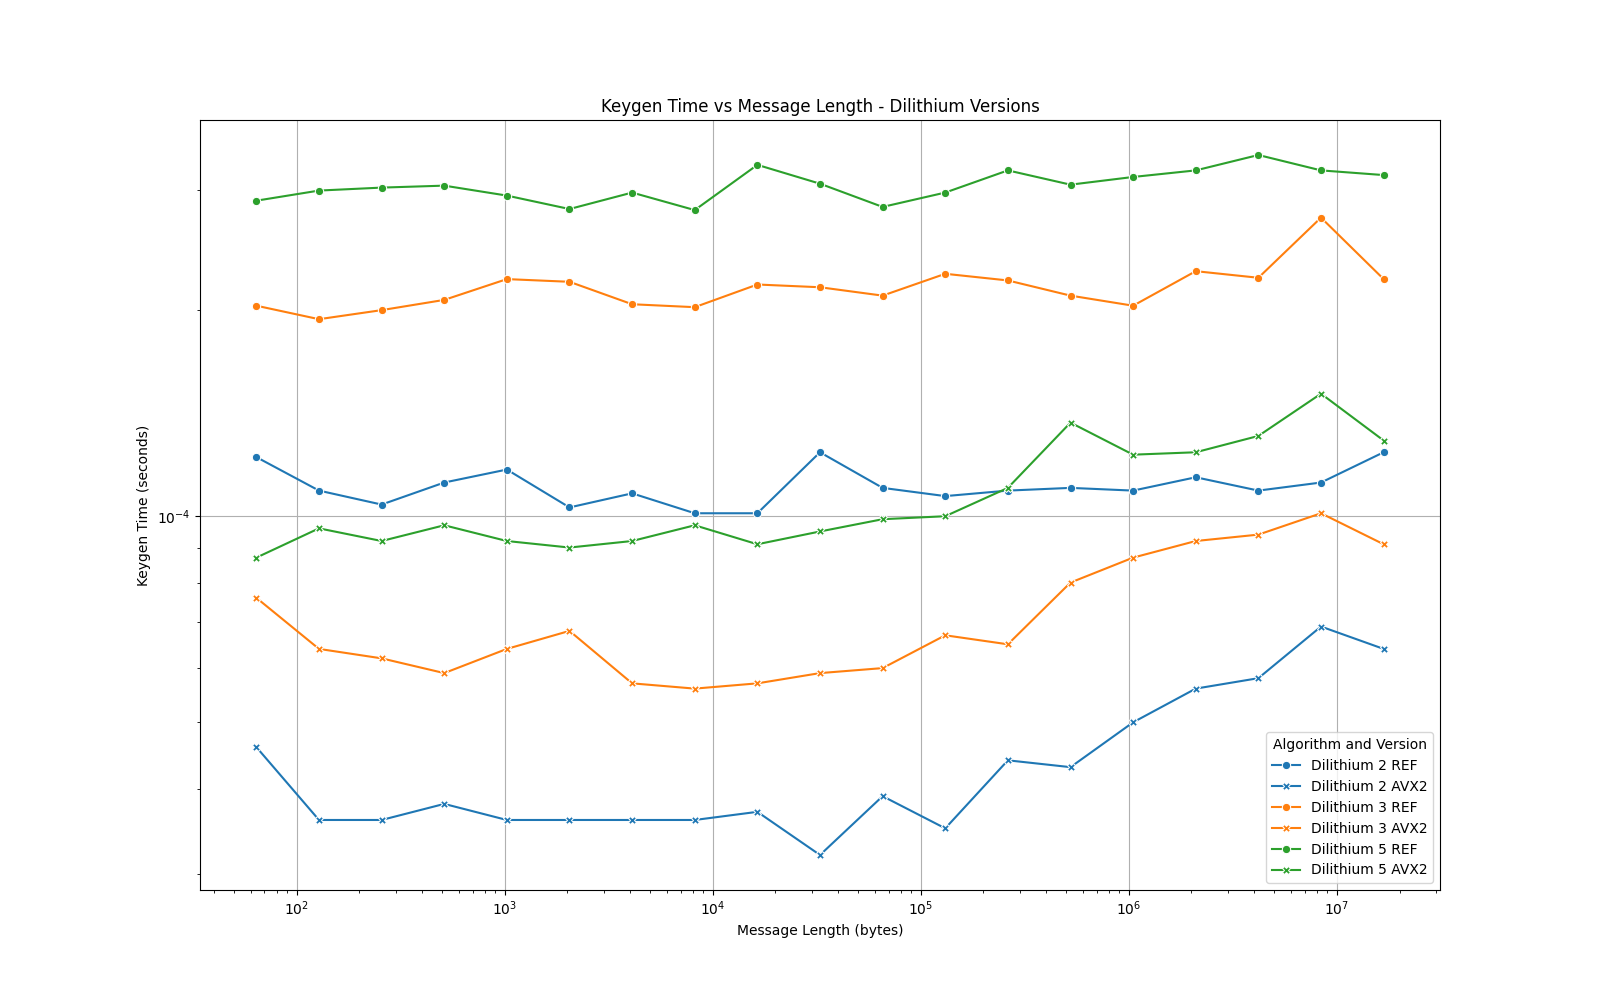 Keygen Time vs Message Length - Dilithium Versions
Keygen Time (seconds)
10⁻⁴
10²
10³
10⁴
10⁵
10⁶
10⁷
Message Length (bytes)
Algorithm and Version
Dilithium 2 REF
Dilithium 2 AVX2
Dilithium 3 REF
Dilithium 3 AVX2
Dilithium 5 REF
Dilithium 5 AVX2